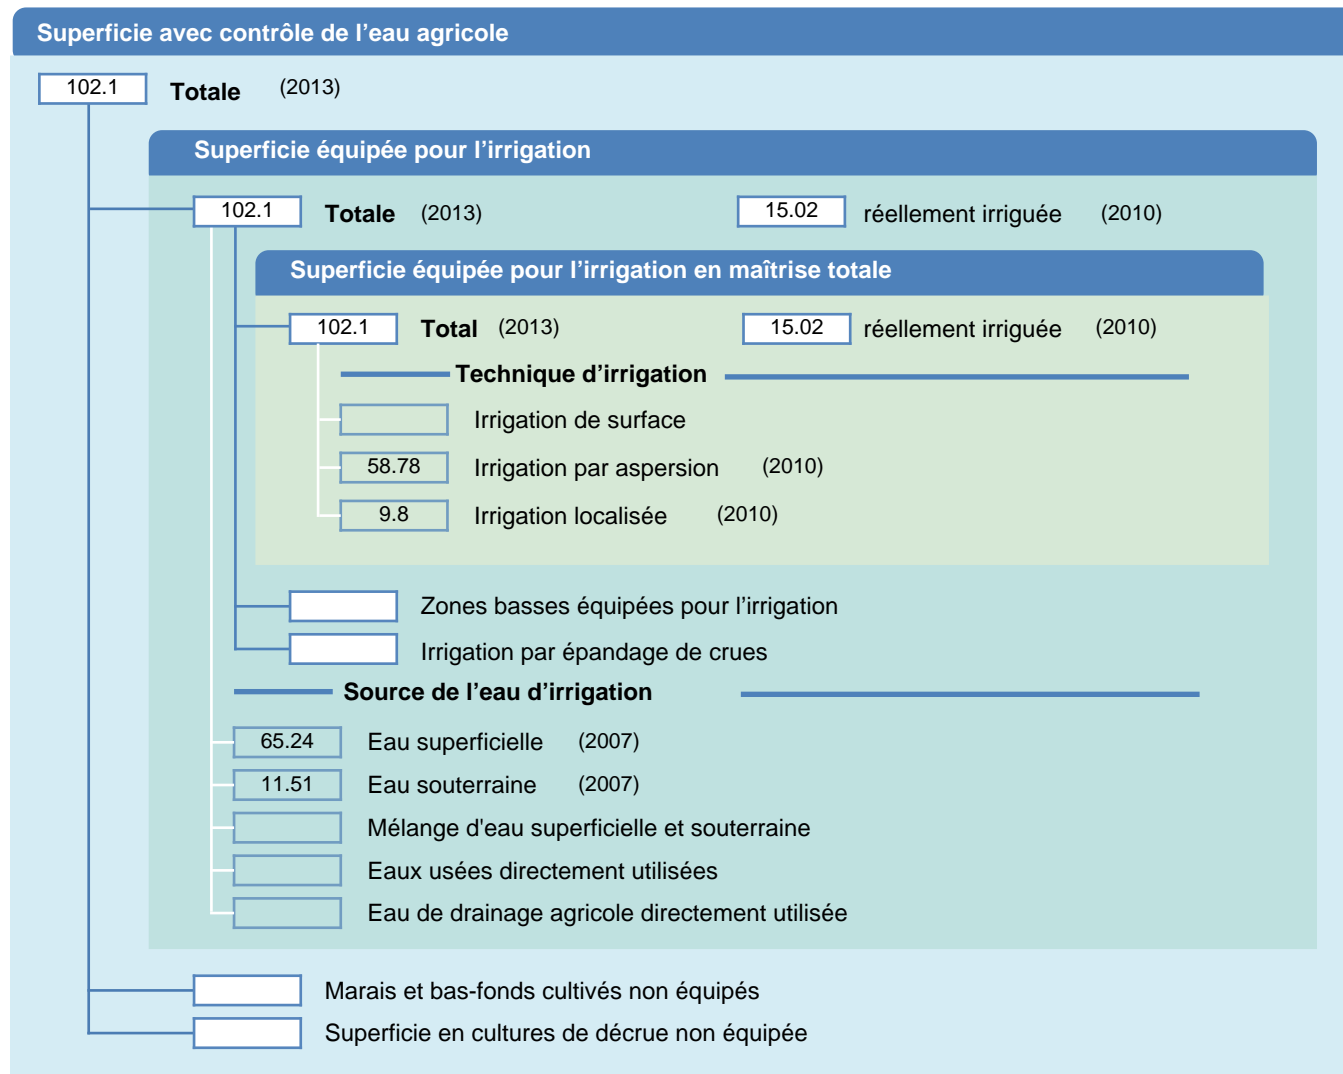 Superficie avec contrôle de l'eau agricole
102.1 Totale (2013)
Superficie équipée pour l'irrigation
102.1 Totale (2013) 15.02 réellement irriguée (2010)
Superficie équipée pour l'irrigation en maîtrise totale
102.1 Total (2013) 15.02 réellement irriguée (2010)
Technique d'irrigation
Irrigation de surface
58.78 Irrigation par aspersion (2010)
9.8 Irrigation localisée (2010)
Zones basses équipées pour l'irrigation
Irrigation par épandage de crues
Source de l'eau d'irrigation
65.24 Eau superficielle (2007)
11.51 Eau souterraine (2007)
Mélange d'eau superficielle et souterraine
Eaux usées directement utilisées
Eau de drainage agricole directement utilisée
Marais et bas-fonds cultivés non équipés
Superficie en cultures de décrue non équipée